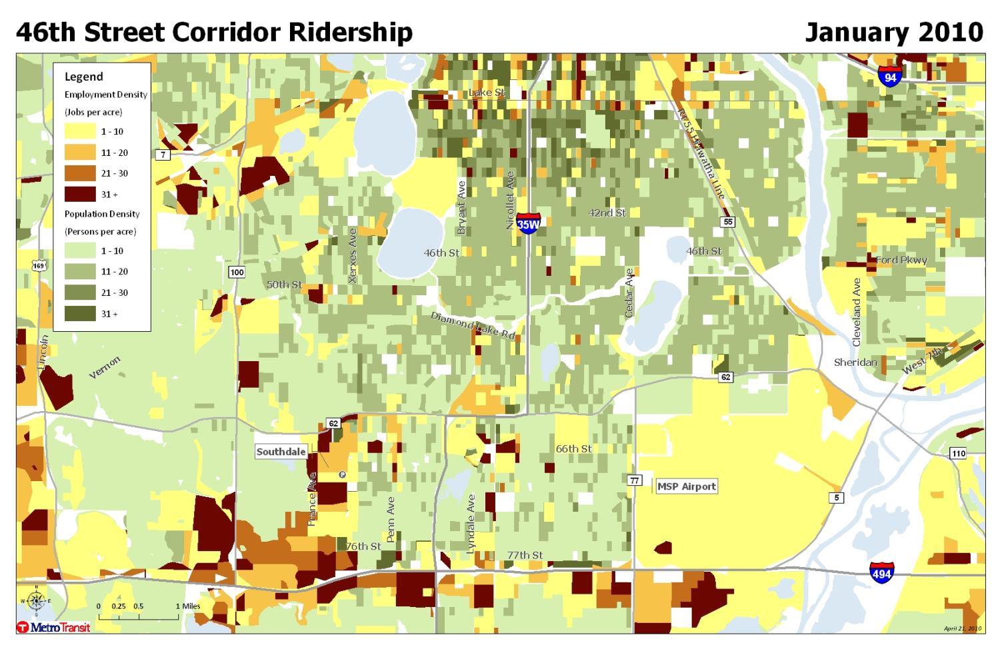 46th Street Corridor Ridership
January 2010
Legend
Employment Density
(Jobs per acre)
1 - 10
11 - 20
21 - 30
31 +
Population Density
(Persons per acre)
1 - 10
11 - 20
21 - 30
31 +
94
Lake St
Rt 55 Hiawatha Line
7
Bryant Ave
Nicollet Ave
42nd St
35W
55
Xerxes Ave
46th St
46th St
Ford Pkwy
169
100
50th St
Cedar Ave
Cleveland Ave
Diamond Lake Rd
Lincoln
Vernon
Sheridan
West 7th
62
62
Southdale
66th St
110
P
77
MSP Airport
5
France Ave
Penn Ave
Lyndale Ave
76th St
77th St
494
N
W
E
S
0 0.25 0.5 1 Miles
T MetroTransit
April 21, 2010